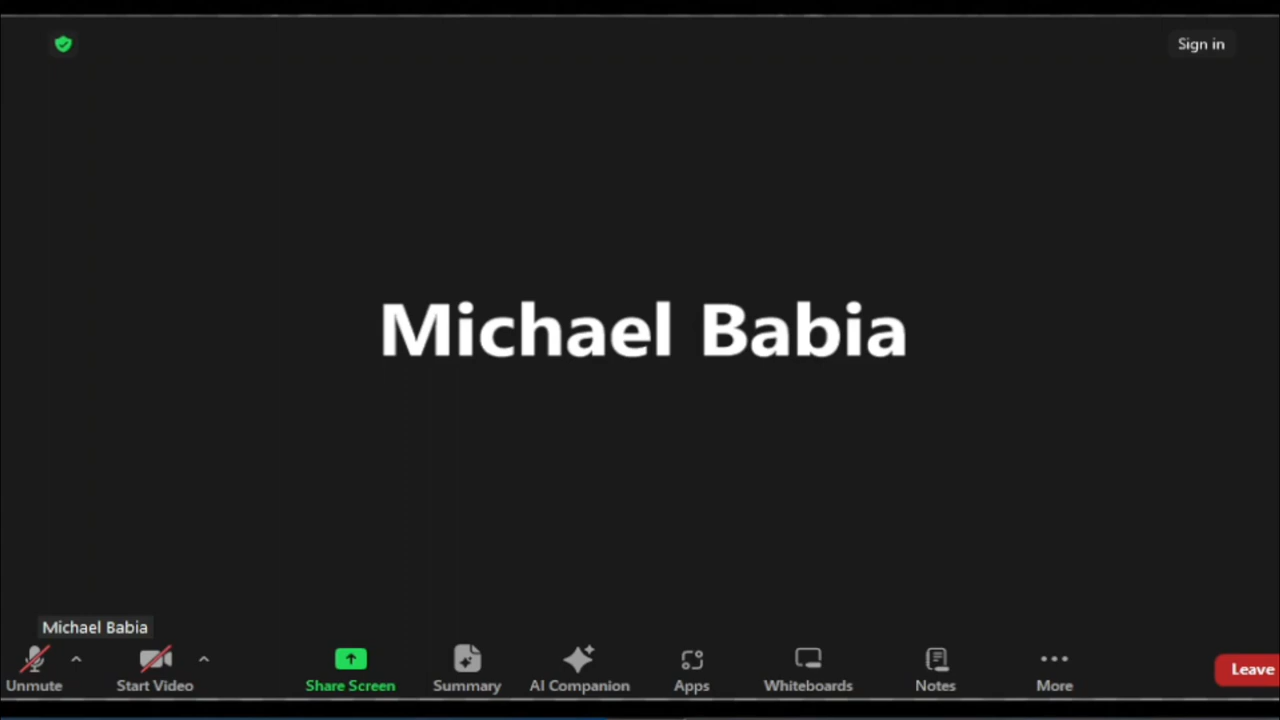 Sign in
Michael Babia
Michael Babia
Unmute
Start Video
Share Screen
Summary
AI Companion
Apps
Whiteboards
Notes
More
Leave